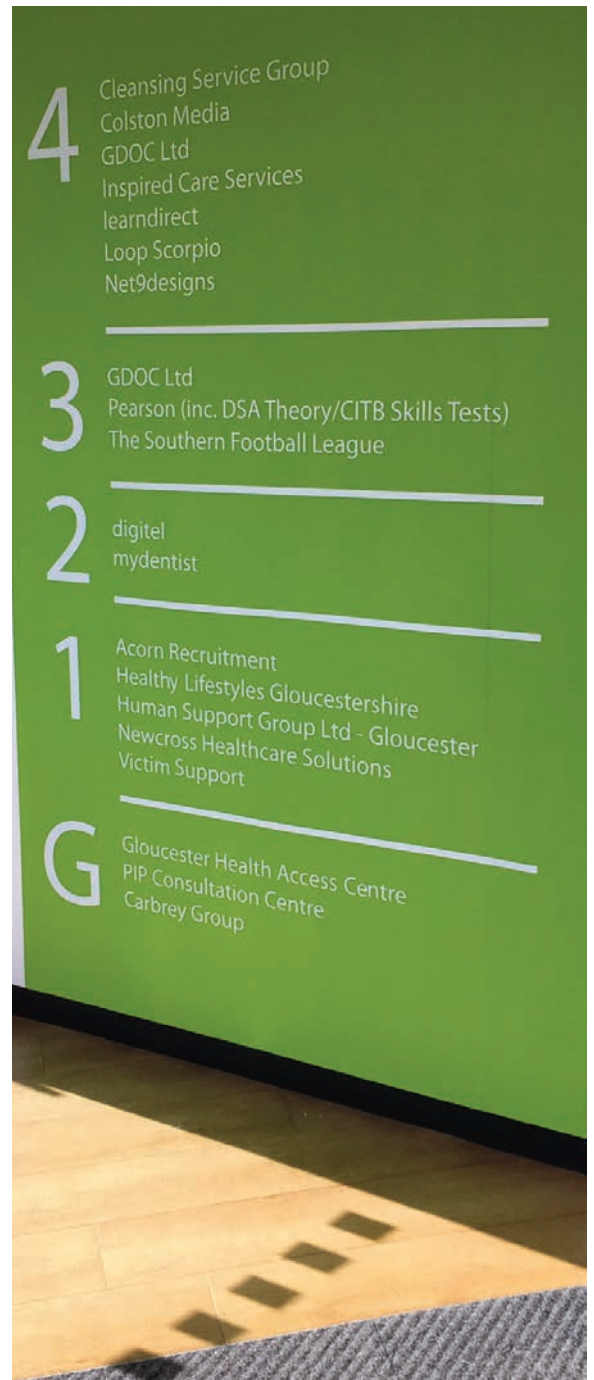 4
Cleansing Service Group
Colston Media
GDOC Ltd
Inspired Care Services
learndirect
Loop Scorpio
Net9designs
3
GDOC Ltd
Pearson (inc. DSA Theory/CITB Skills Tests)
The Southern Football League
2
digitel
mydentist
1
Acorn Recruitment
Healthy Lifestyles Gloucestershire
Human Support Group Ltd - Gloucester
Newcross Healthcare Solutions
Victim Support
G
Gloucester Health Access Centre
PIP Consultation Centre
Carbrey Group